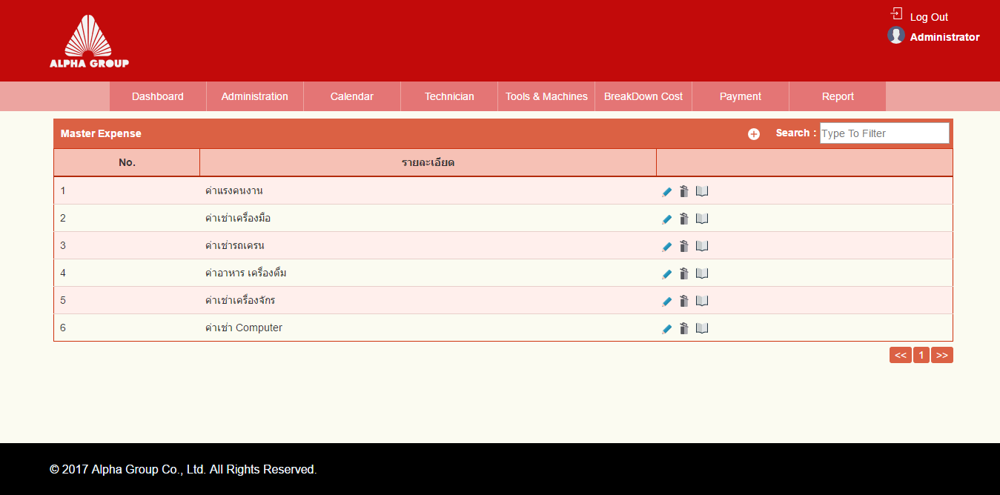 Log Out
ALPHA GROUP
Administrator
Dashboard Administration Calendar Technician Tools & Machines BreakDown Cost Payment Report
Master Expense Search : Type To Filter
No. รายละเอียด
1 ค่าแรงคนงาน
2 ค่าเช่าเครื่องมือ
3 ค่าเช่ารถเครน
4 ค่าอาหาร เครื่องดื่ม
5 ค่าเช่าเครื่องจักร
6 ค่าเช่า Computer
<< 1 >>
© 2017 Alpha Group Co., Ltd. All Rights Reserved.